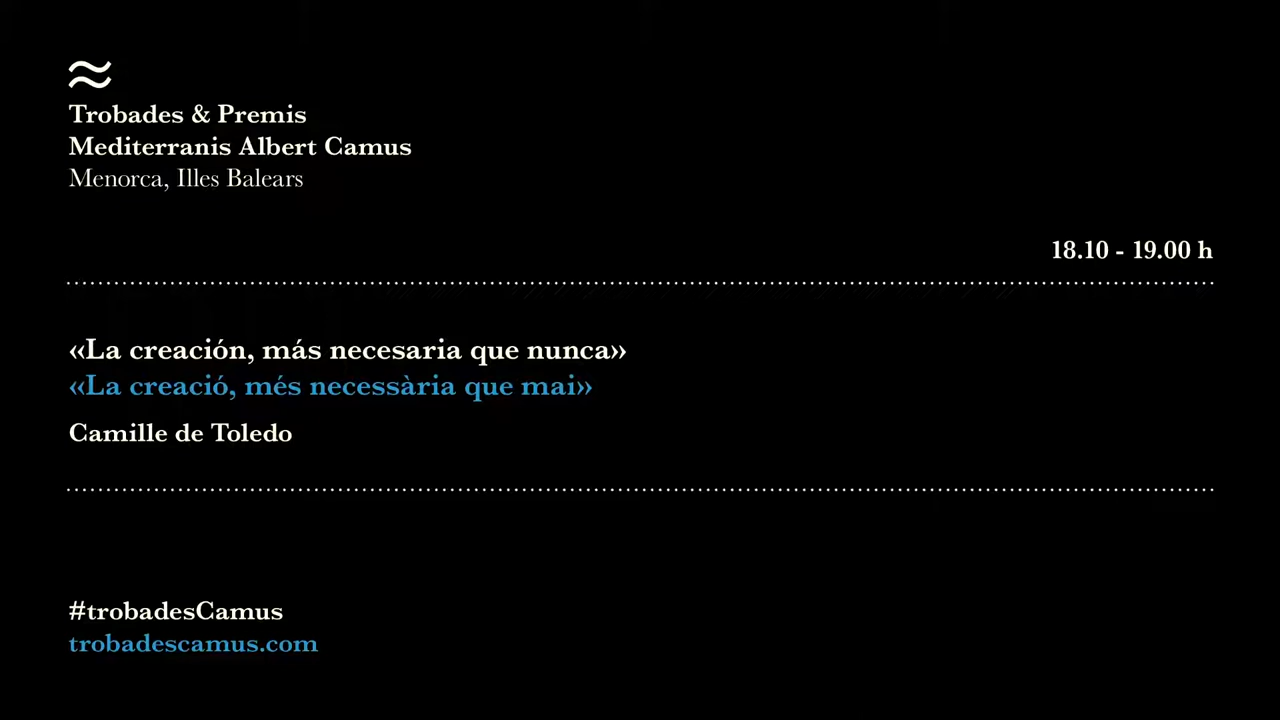 Trobades & Premis
Mediterranis Albert Camus
Menorca, Illes Balears
18.10 - 19.00 h
«La creación, más necesaria que nunca»
«La creació, més necessària que mai»
Camille de Toledo
#trobadesCamus
trobadescamus.com